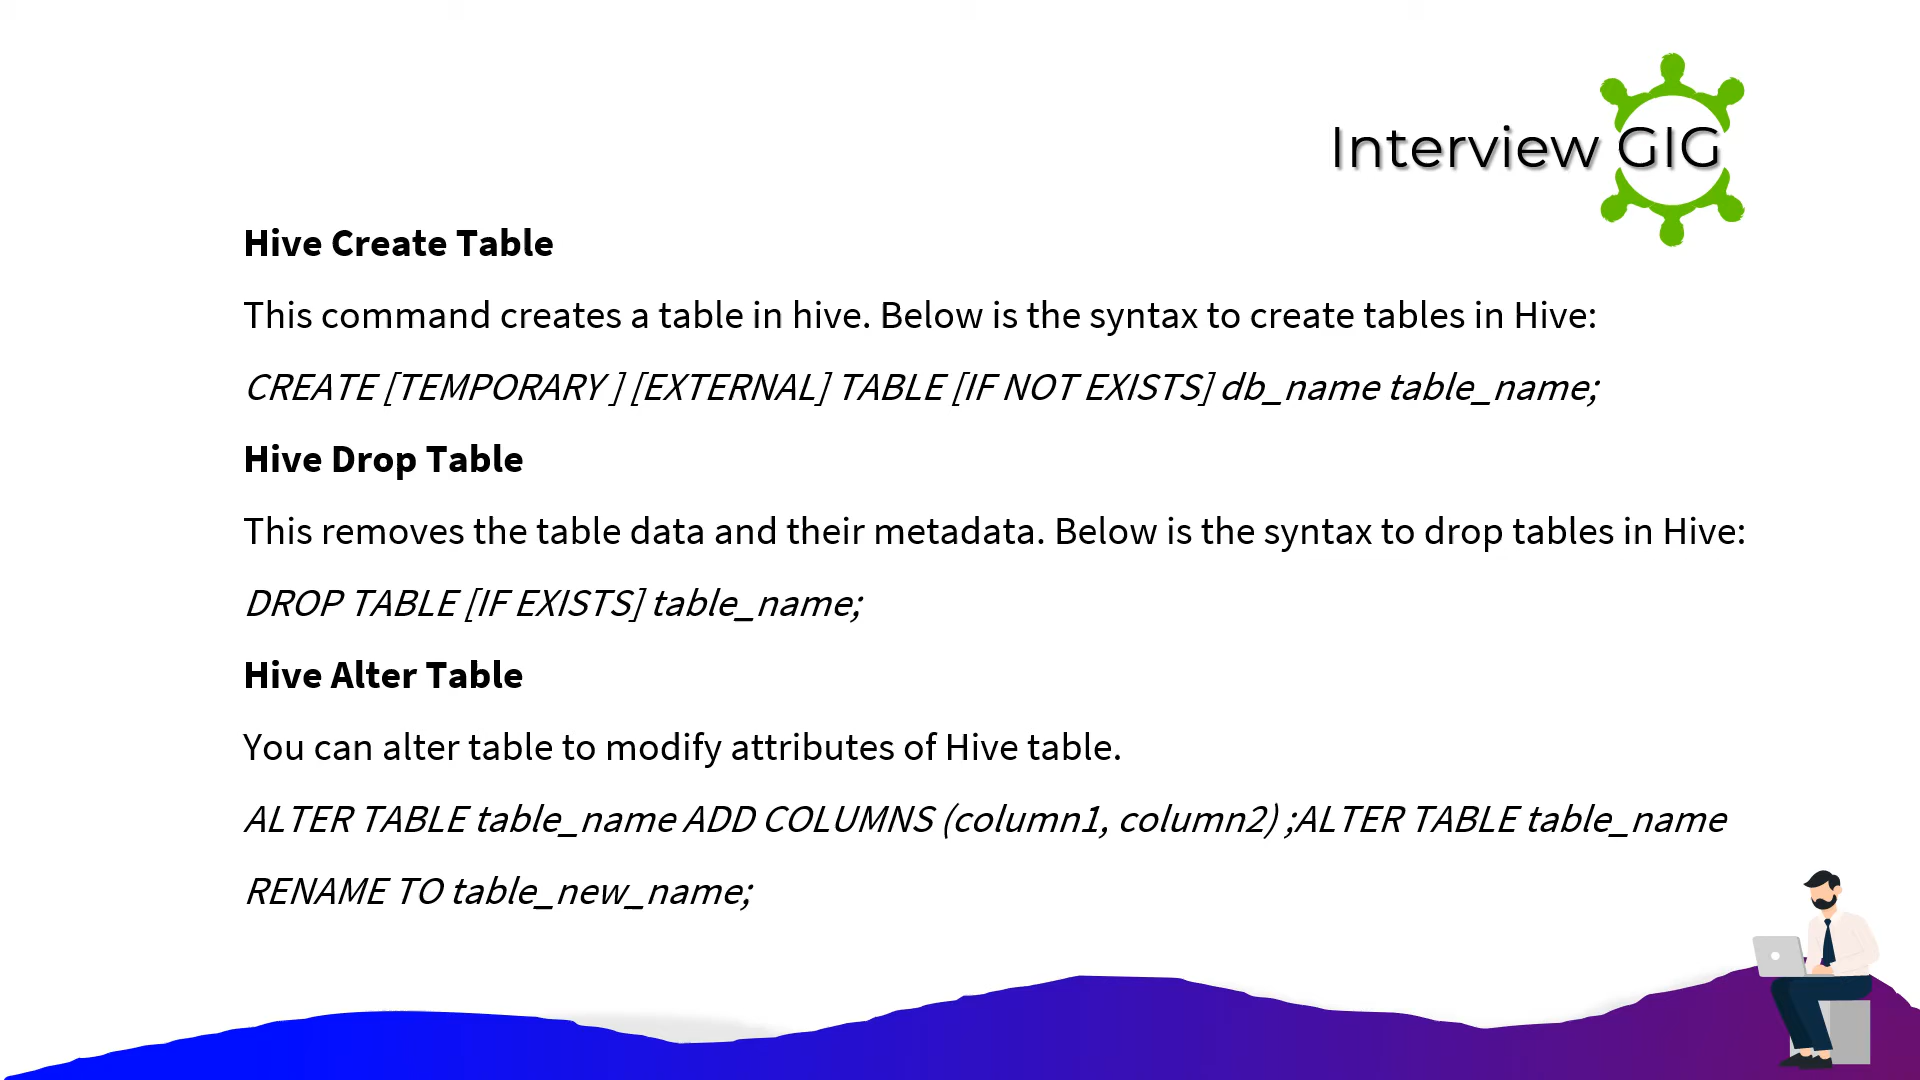 Interview GIG
Hive Create Table
This command creates a table in hive. Below is the syntax to create tables in Hive:
CREATE [TEMPORARY ] [EXTERNAL] TABLE [IF NOT EXISTS] db_name table_name;
Hive Drop Table
This removes the table data and their metadata. Below is the syntax to drop tables in Hive:
DROP TABLE [IF EXISTS] table_name;
Hive Alter Table
You can alter table to modify attributes of Hive table.
ALTER TABLE table_name ADD COLUMNS (column1, column2) ;ALTER TABLE table_name
RENAME TO table_new_name;